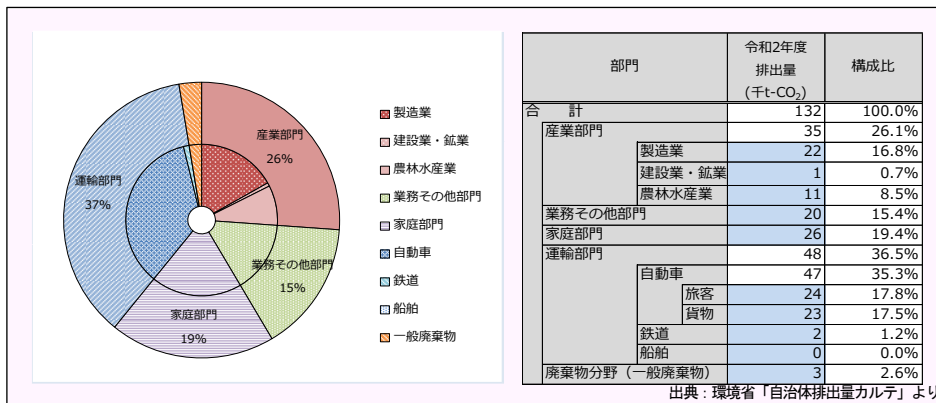 産業部門
26%
運輸部門
37%
業務その他部門
15%
家庭部門
19%
製造業
建設業・鉱業
農林水産業
業務その他部門
家庭部門
自動車
鉄道
船舶
一般廃棄物
部門 令和2年度 排出量 (千t-CO₂) 構成比
合 計 132 100.0%
産業部門 35 26.1%
製造業 22 16.8%
建設業・鉱業 1 0.7%
農林水産業 11 8.5%
業務その他部門 20 15.4%
家庭部門 26 19.4%
運輸部門 48 36.5%
自動車 47 35.3%
旅客 24 17.8%
貨物 23 17.5%
鉄道 2 1.2%
船舶 0 0.0%
廃棄物分野（一般廃棄物） 3 2.6%
出典：環境省「自治体排出量カルテ」より